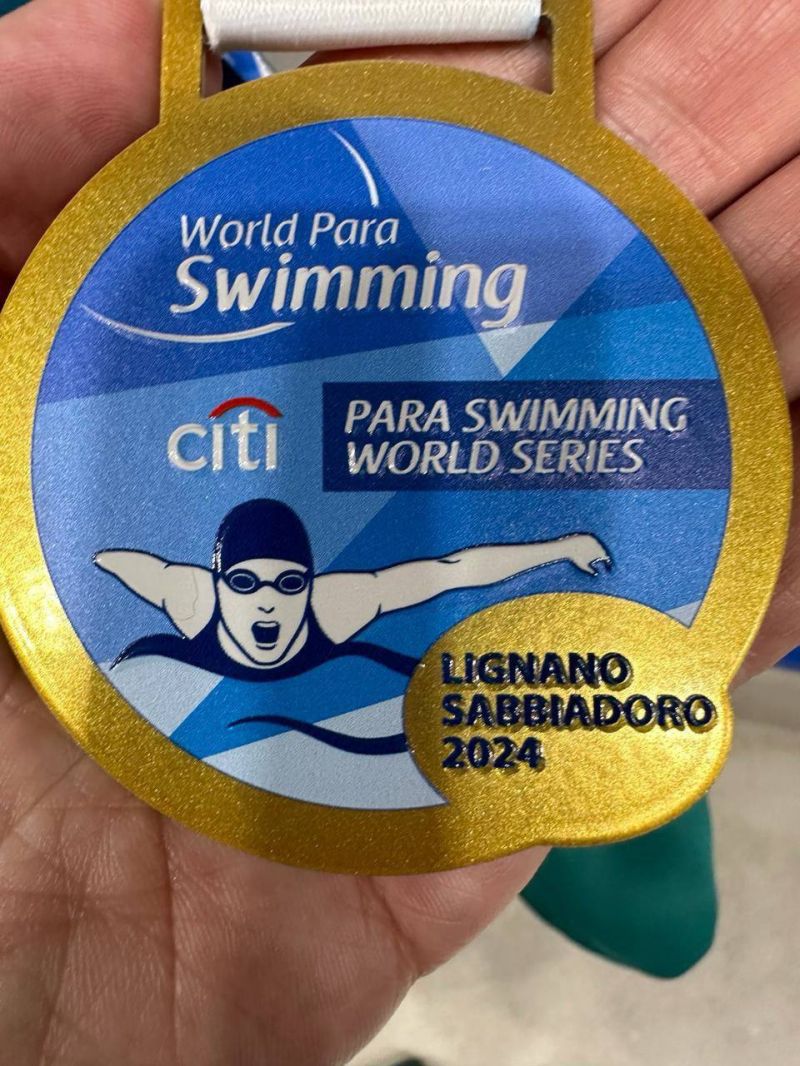 World Para
Swimming
citi
PARA SWIMMING
WORLD SERIES
LIGNANO
SABBIADORO
2024